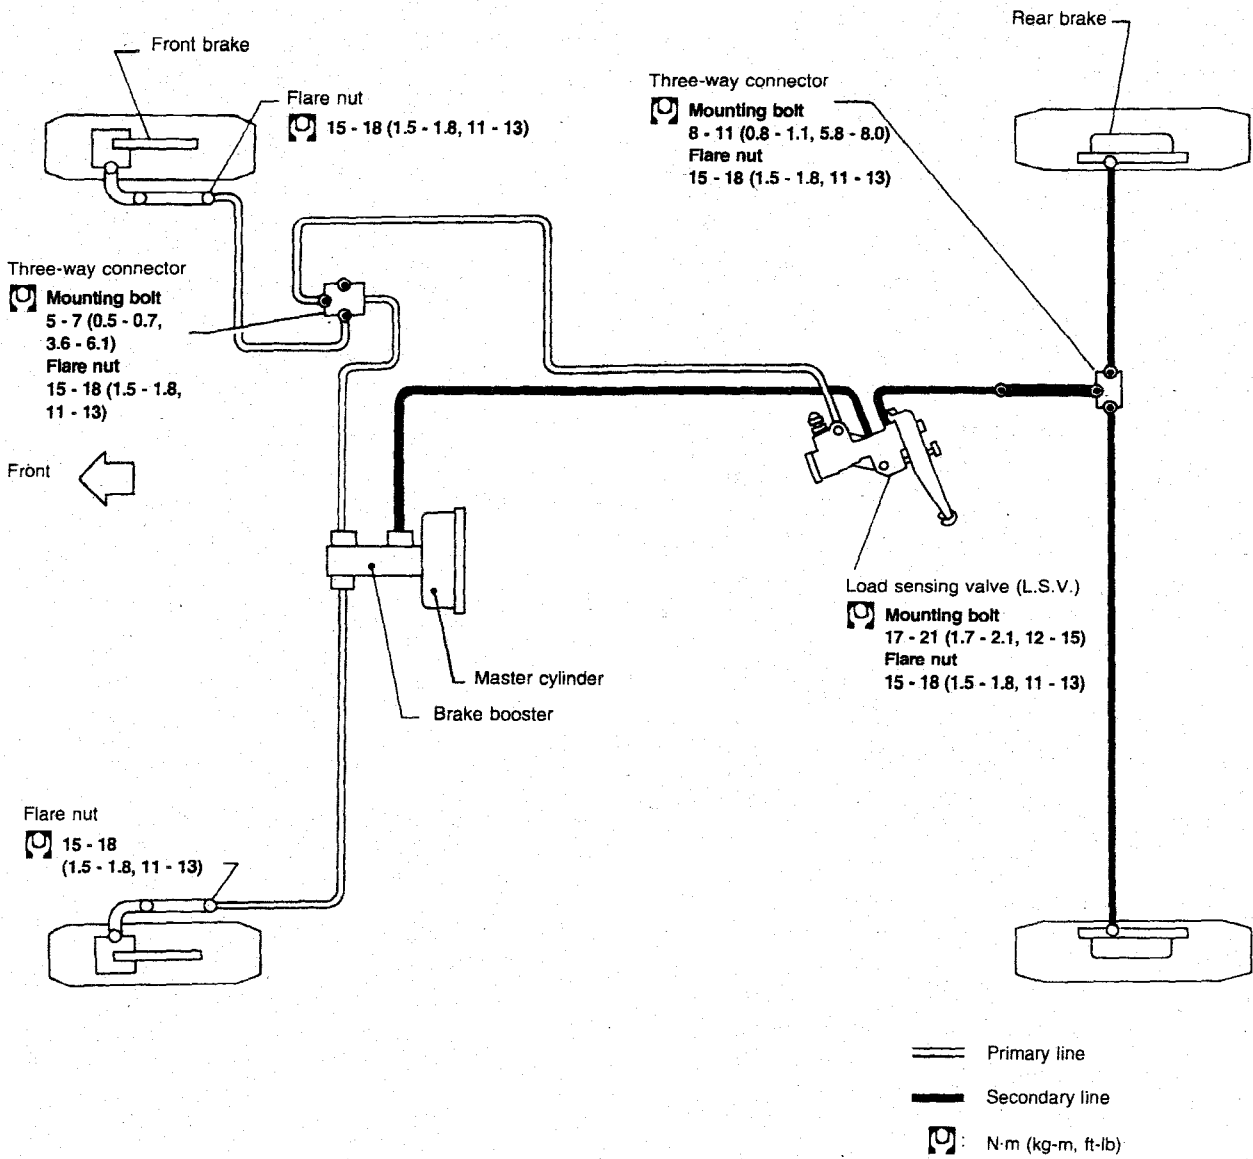 Rear brake
Front brake
Flare nut
15 - 18 (1.5 - 1.8, 11 - 13)
Three-way connector
Mounting bolt
8 - 11 (0.8 - 1.1, 5.8 - 8.0)
Flare nut
15 - 18 (1.5 - 1.8, 11 - 13)
Three-way connector
Mounting bolt
5 - 7 (0.5 - 0.7,
3.6 - 6.1)
Flare nut
15 - 18 (1.5 - 1.8,
11 - 13)
Front
Load sensing valve (L.S.V.)
Mounting bolt
17 - 21 (1.7 - 2.1, 12 - 15)
Flare nut
15 - 18 (1.5 - 1.8, 11 - 13)
Master cylinder
Brake booster
Flare nut
15 - 18
(1.5 - 1.8, 11 - 13)
Primary line
Secondary line
: N·m (kg-m, ft-lb)